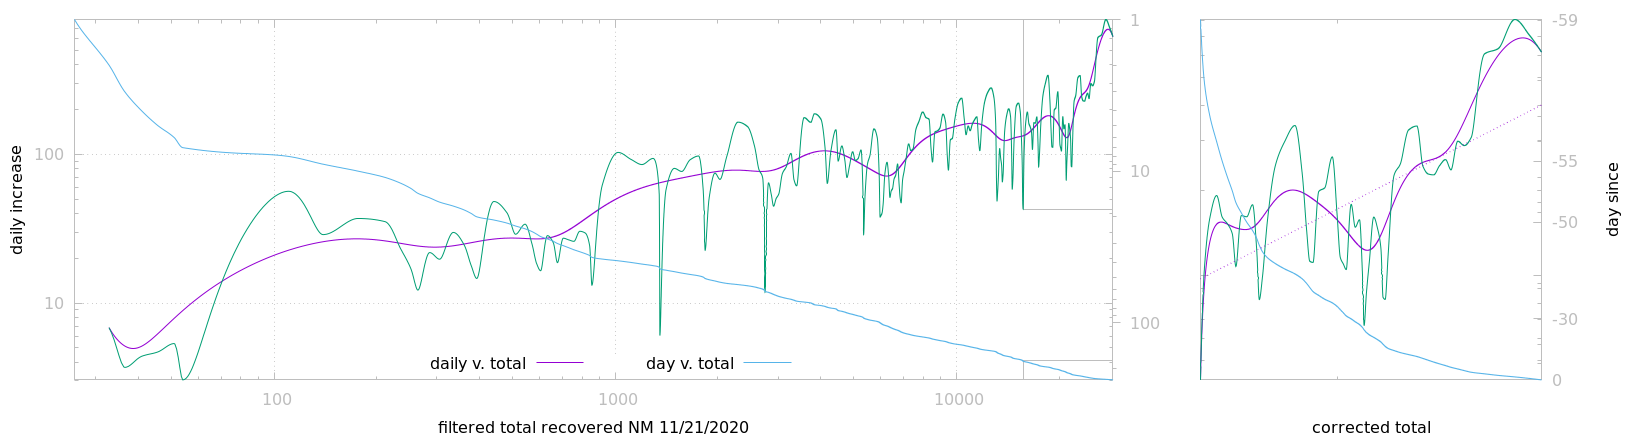 daily increase
100
10
daily v. total
day v. total
100
1000
10000
filtered total recovered NM 11/21/2020
1
10
100
-59
-55
-50
-30
0
day since
corrected total